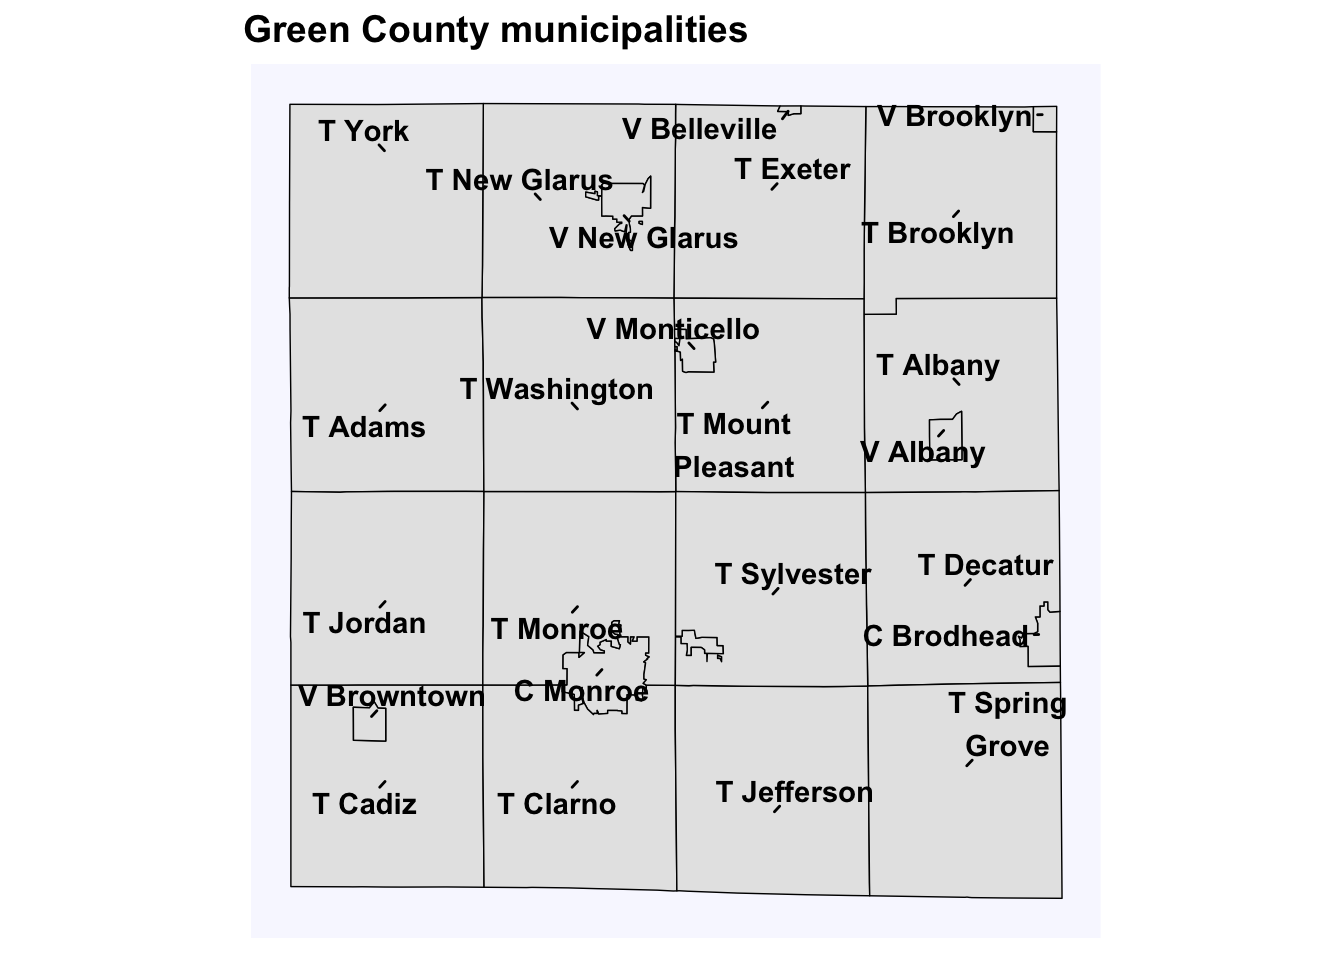 Green County municipalities
V Brooklyn
T York
V Belleville
T Exeter
T New Glarus
T Brooklyn
V New Glarus
V Monticello
T Albany
T Washington
T Adams
T Mount
Pleasant
V Albany
T Decatur
T Sylvester
T Jordan
T Monroe
C Brodhead
C Monroe
V Browntown
T Spring
Grove
T Jefferson
T Cadiz
T Clarno